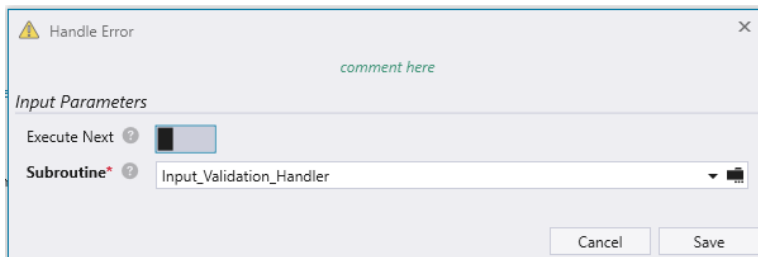 Handle Error
comment here
Input Parameters
Execute Next
Subroutine*
Input_Validation_Handler
Cancel
Save